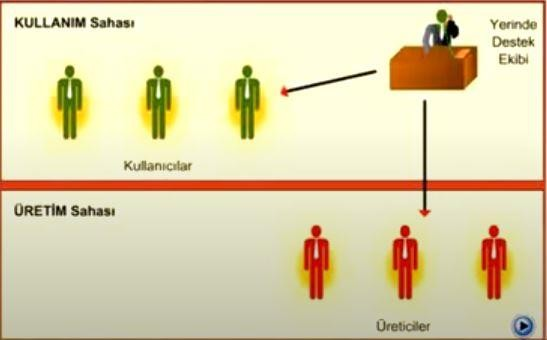 KULLANIM Sahası
Yerinde
Destek
Ekibi
Kullanıcılar
ÜRETİM Sahası
Üreticiler